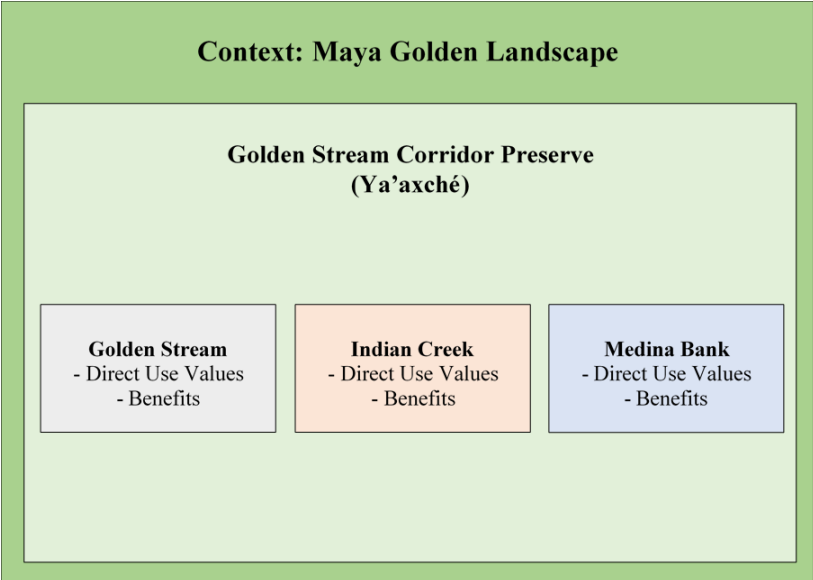 Context: Maya Golden Landscape
Golden Stream Corridor Preserve
(Ya’axché)
Golden Stream
- Direct Use Values
- Benefits
Indian Creek
- Direct Use Values
- Benefits
Medina Bank
- Direct Use Values
- Benefits